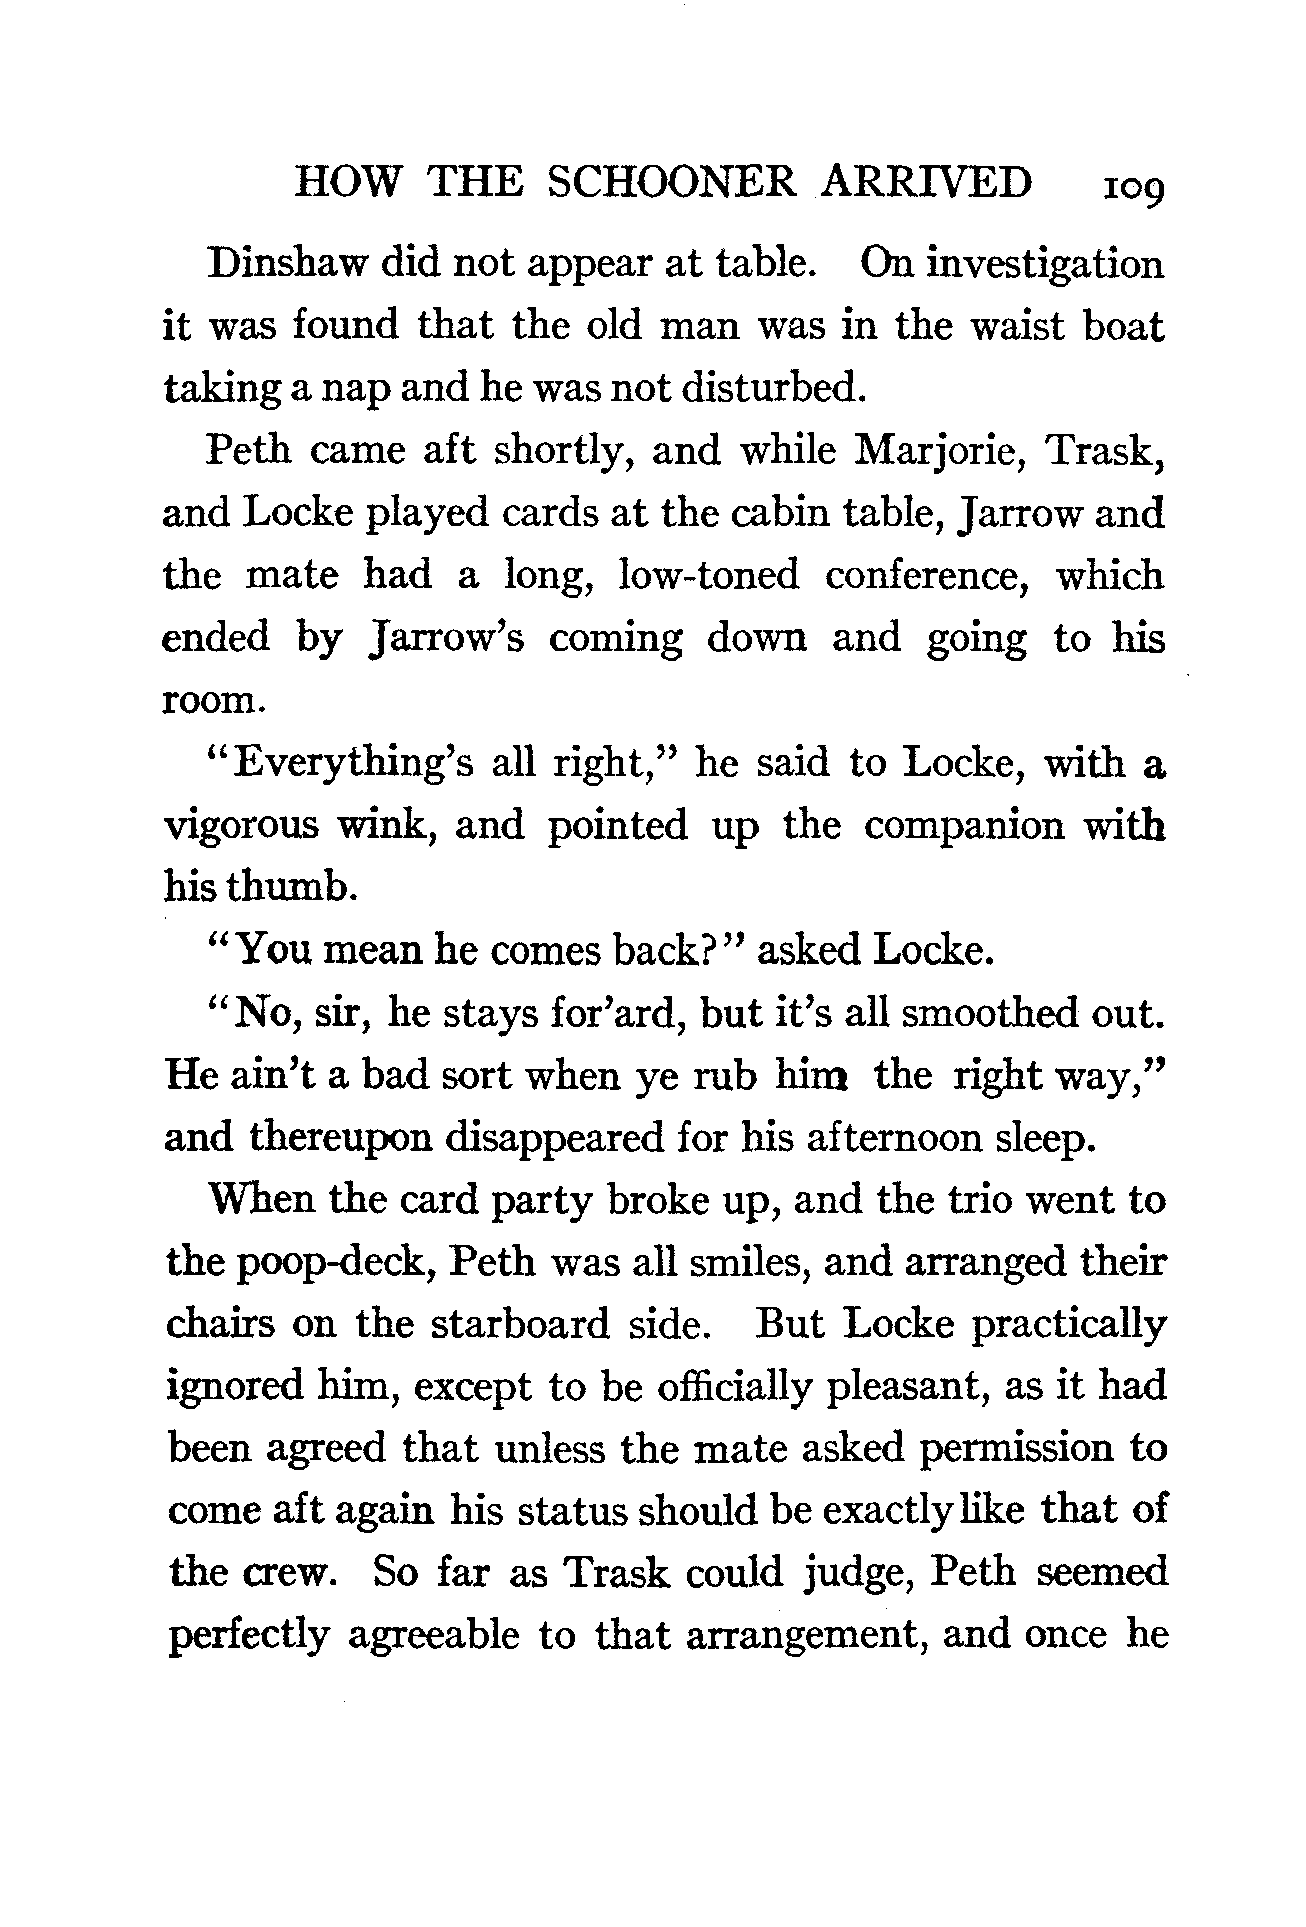 HOW THE SCHOONER ARRIVED 109
Dinshaw did not appear at table. On investigation
it was found that the old man was in the waist boat
taking a nap and he was not disturbed.
Peth came aft shortly, and while Marjorie, Trask,
and Locke played cards at the cabin table, Jarrow and
the mate had a long, low-toned conference, which
ended by Jarrow’s coming down and going to his
room.
“Everything’s all right,” he said to Locke, with a
vigorous wink, and pointed up the companion with
his thumb.
“You mean he comes back?” asked Locke.
“No, sir, he stays for’ard, but it’s all smoothed out.
He ain’t a bad sort when ye rub him the right way,”
and thereupon disappeared for his afternoon sleep.
When the card party broke up, and the trio went to
the poop-deck, Peth was all smiles, and arranged their
chairs on the starboard side. But Locke practically
ignored him, except to be officially pleasant, as it had
been agreed that unless the mate asked permission to
come aft again his status should be exactly like that of
the crew. So far as Trask could judge, Peth seemed
perfectly agreeable to that arrangement, and once he